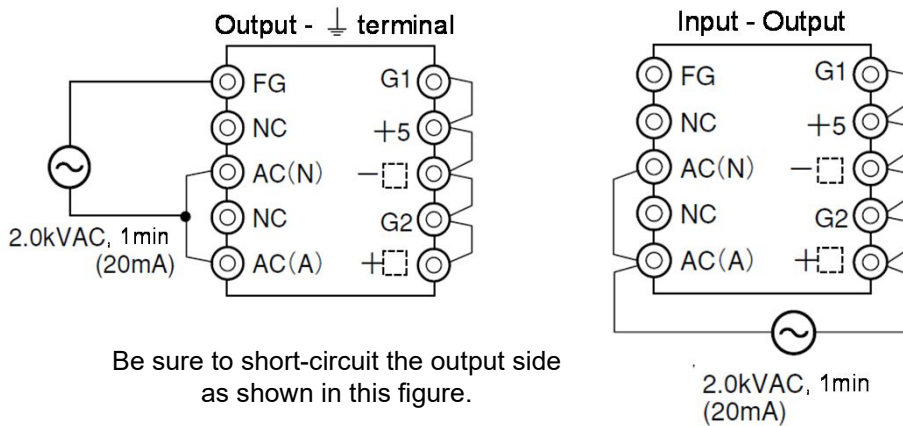 Output - ⏚ terminal
FG
NC
AC(N)
NC
AC(A)
G1
+5
−
G2
+
2.0kVAC, 1min
(20mA)
Be sure to short-circuit the output side
as shown in this figure.
Input - Output
FG
NC
AC(N)
NC
AC(A)
G1
+5
−
G2
+
2.0kVAC, 1min
(20mA)